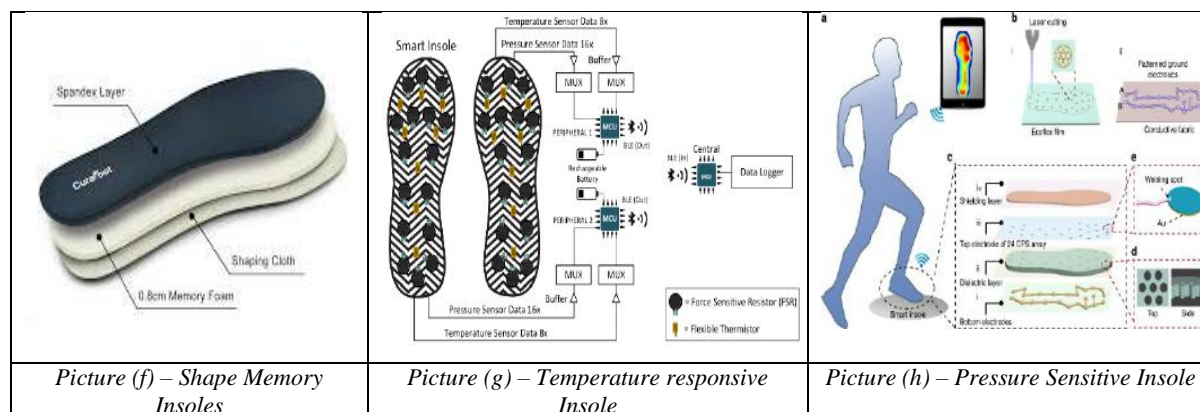 Spandex Layer
CuraFoot
Shaping Cloth
0.8cm Memory Foam
Picture (f) – Shape Memory
Insoles
Temperature Sensor Data 8x
Smart Insole
Pressure Sensor Data 16x
Buffer
MUX
MUX
PERIPHERAL 1
MCU
BLE (Out)
Rechargeable
Battery
Central
BLE (In)
MCU
Data Logger
BLE (Out)
PERIPHERAL 2
MCU
MUX
MUX
Buffer
Pressure Sensor Data 16x
Temperature Sensor Data 8x
= Force Sensitive Resistor [FSR]
= Flexible Thermistor
Picture (g) – Temperature responsive
Insole
a
b
Laser cutting
i
ii
Patterned ground
electrodes
A
B
Ecoflex film
Conductive fabric
c
e
iv
Shielding layer
Welding spot
Au
iii
Top electrode of 24 CPS array
d
ii
Dielectric layer
i
Smart insole
Bottom electrodes
Top
Side
Picture (h) – Pressure Sensitive Insole